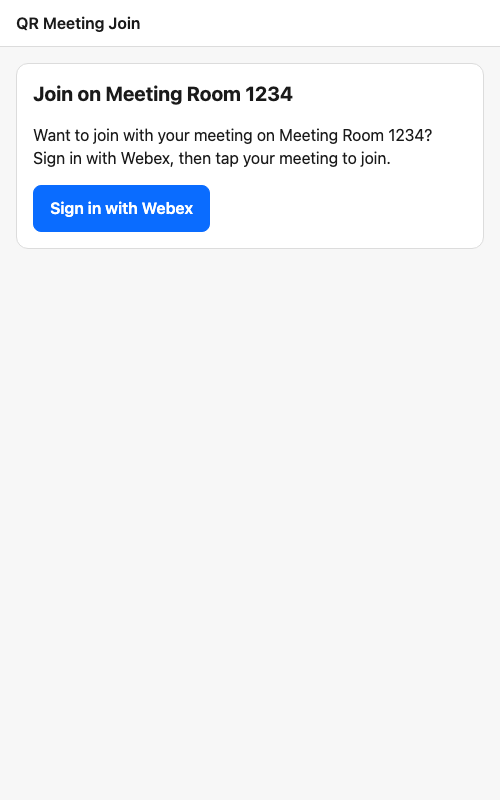 QR Meeting Join
Join on Meeting Room 1234
Want to join with your meeting on Meeting Room 1234?
Sign in with Webex, then tap your meeting to join.
Sign in with Webex